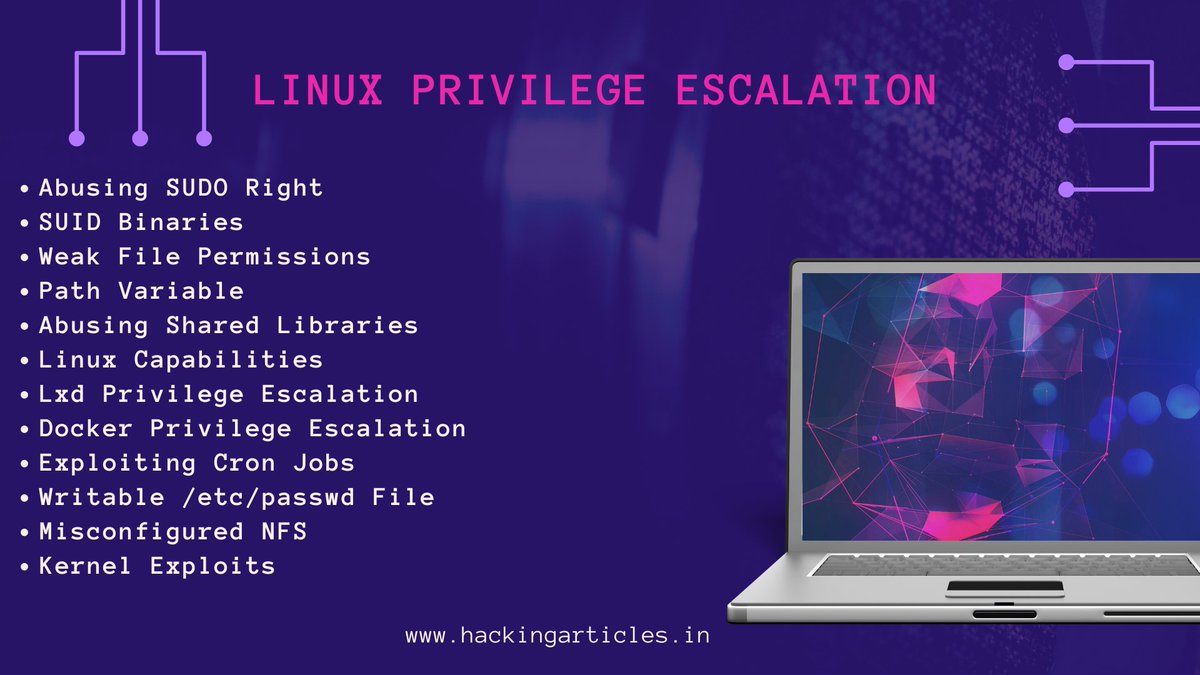 LINUX PRIVILEGE ESCALATION
• Abusing SUDO Right
• SUID Binaries
• Weak File Permissions
• Path Variable
• Abusing Shared Libraries
• Linux Capabilities
• Lxd Privilege Escalation
• Docker Privilege Escalation
• Exploiting Cron Jobs
• Writable /etc/passwd File
• Misconfigured NFS
• Kernel Exploits
www.hackingarticles.in